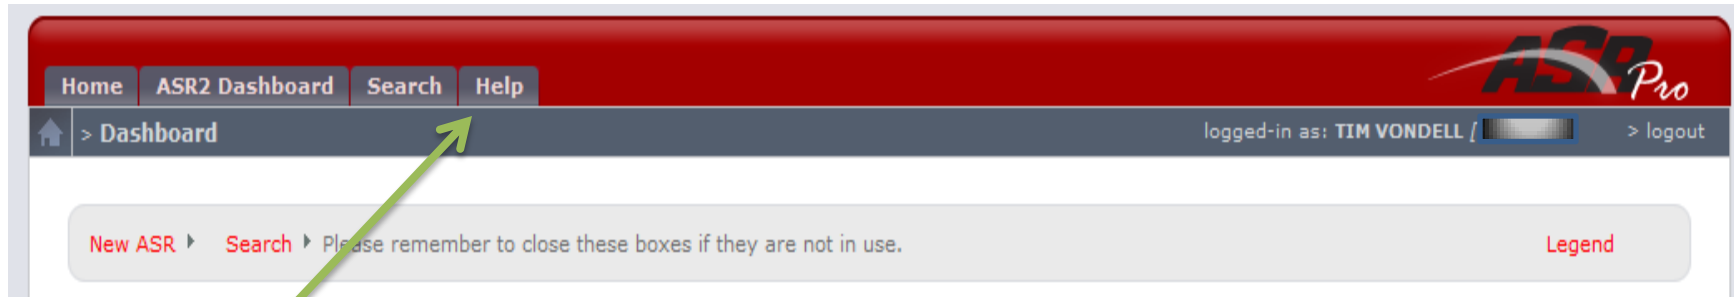 ASR Pro
Home ASR2 Dashboard Search Help
> Dashboard logged-in as: TIM VONDELL [ > logout
New ASR Search Please remember to close these boxes if they are not in use. Legend